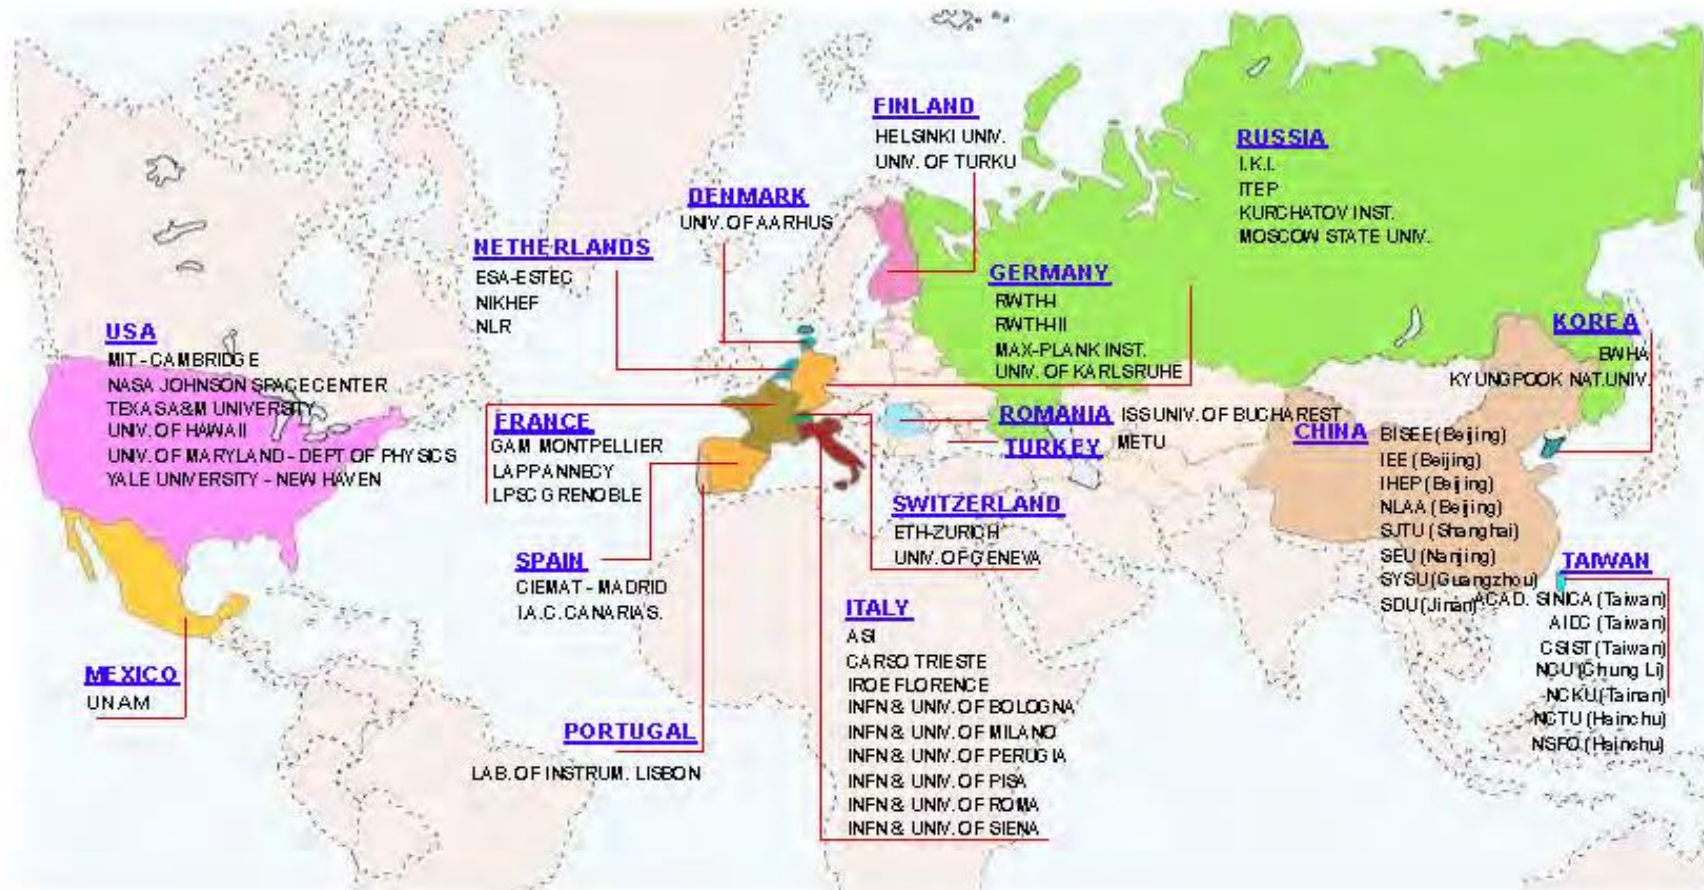 FINLAND
HELSINKI UNIV.
UNIV. OF TURKU
RUSSIA
I.K.I.
ITEP
KURCHATOV INST.
MOSCOW STATE UNIV.
DENMARK
UNIV. OF AARHUS
NETHERLANDS
ESA-ESTEC
NIKHEF
NLR
GERMANY
RWTH-I
RWTH-II
MAX-PLANK INST.
UNIV. OF KARLSRUHE
USA
MIT - CAMBRIDGE
NASA JOHNSON SPACE CENTER
TEXAS A&M UNIVERSITY
UNIV. OF HAWAII
UNIV. OF MARYLAND - DEPT OF PHYSICS
YALE UNIVERSITY - NEW HAVEN
KOREA
EWHA
KYUNGPOOK NAT.UNIV.
FRANCE
GAM MONTPELLIER
LAPP ANNECY
LPSC GRENOBLE
ROMANIA ISS UNIV. OF BUCHAREST
TURKEY METU
CHINA BISEE (Beijing)
IEE (Beijing)
IHEP (Beijing)
NLAA (Beijing)
SJTU (Shanghai)
SEU (Nanjing)
SYSU (Guangzhou)
SDU (Jinan)
SWITZERLAND
ETH-ZURICH
UNIV. OF GENEVA
SPAIN
CIEMAT - MADRID
I.A.C. CANARIAS.
TAIWAN
ACAD. SINICA (Taiwan)
AIDC (Taiwan)
CSIST (Taiwan)
NCU (Chung Li)
NCKU (Tainan)
NCTU (Hsinchu)
NSPO (Hsinchu)
ITALY
ASI
CARSO TRIESTE
IROE FLORENCE
INFN & UNIV. OF BOLOGNA
INFN & UNIV. OF MILANO
INFN & UNIV. OF PERUGIA
INFN & UNIV. OF PISA
INFN & UNIV. OF ROMA
INFN & UNIV. OF SIENA
MEXICO
UNAM
PORTUGAL
LAB. OF INSTRUM. LISBON